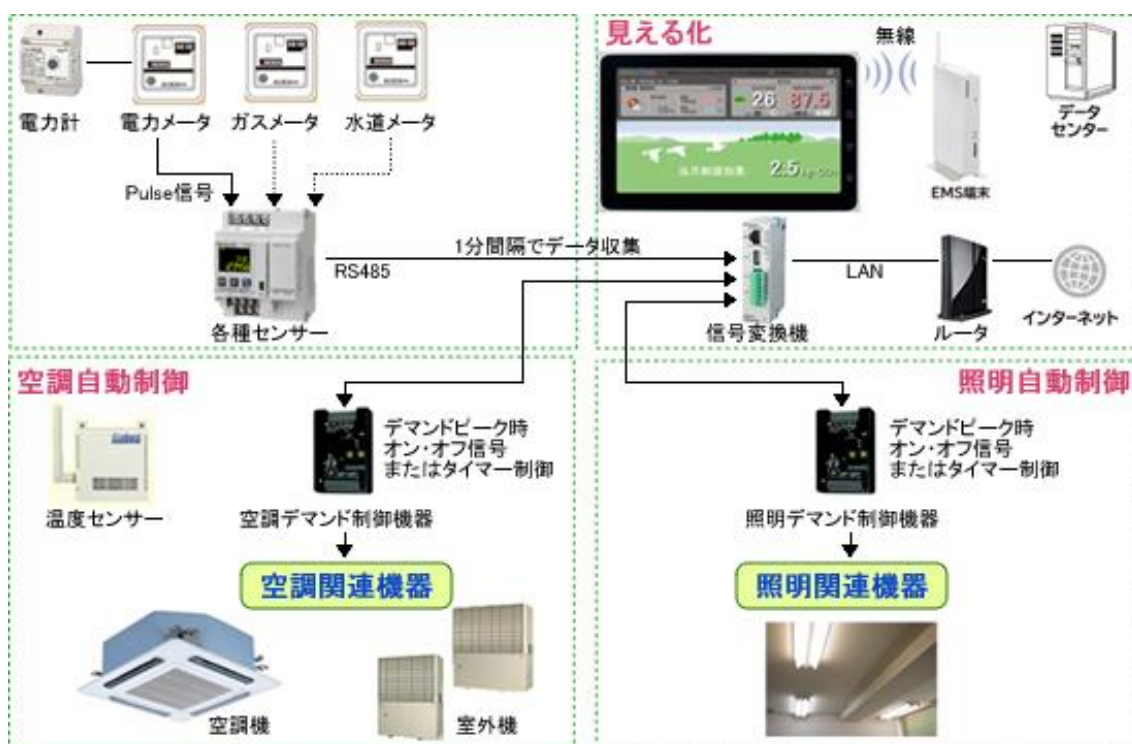 電力計
電力メータ
ガスメータ
水道メータ
Pulse信号
RS485
1分間隔でデータ収集
各種センサー
見える化
無線
26
87.5
2.5
データ
センター
EMS端末
LAN
信号変換機
ルータ
インターネット
空調自動制御
温度センサー
デマンドピーク時
オン・オフ信号
またはタイマー制御
空調デマンド制御機器
空調関連機器
空調機
室外機
照明自動制御
デマンドピーク時
オン・オフ信号
またはタイマー制御
照明デマンド制御機器
照明関連機器